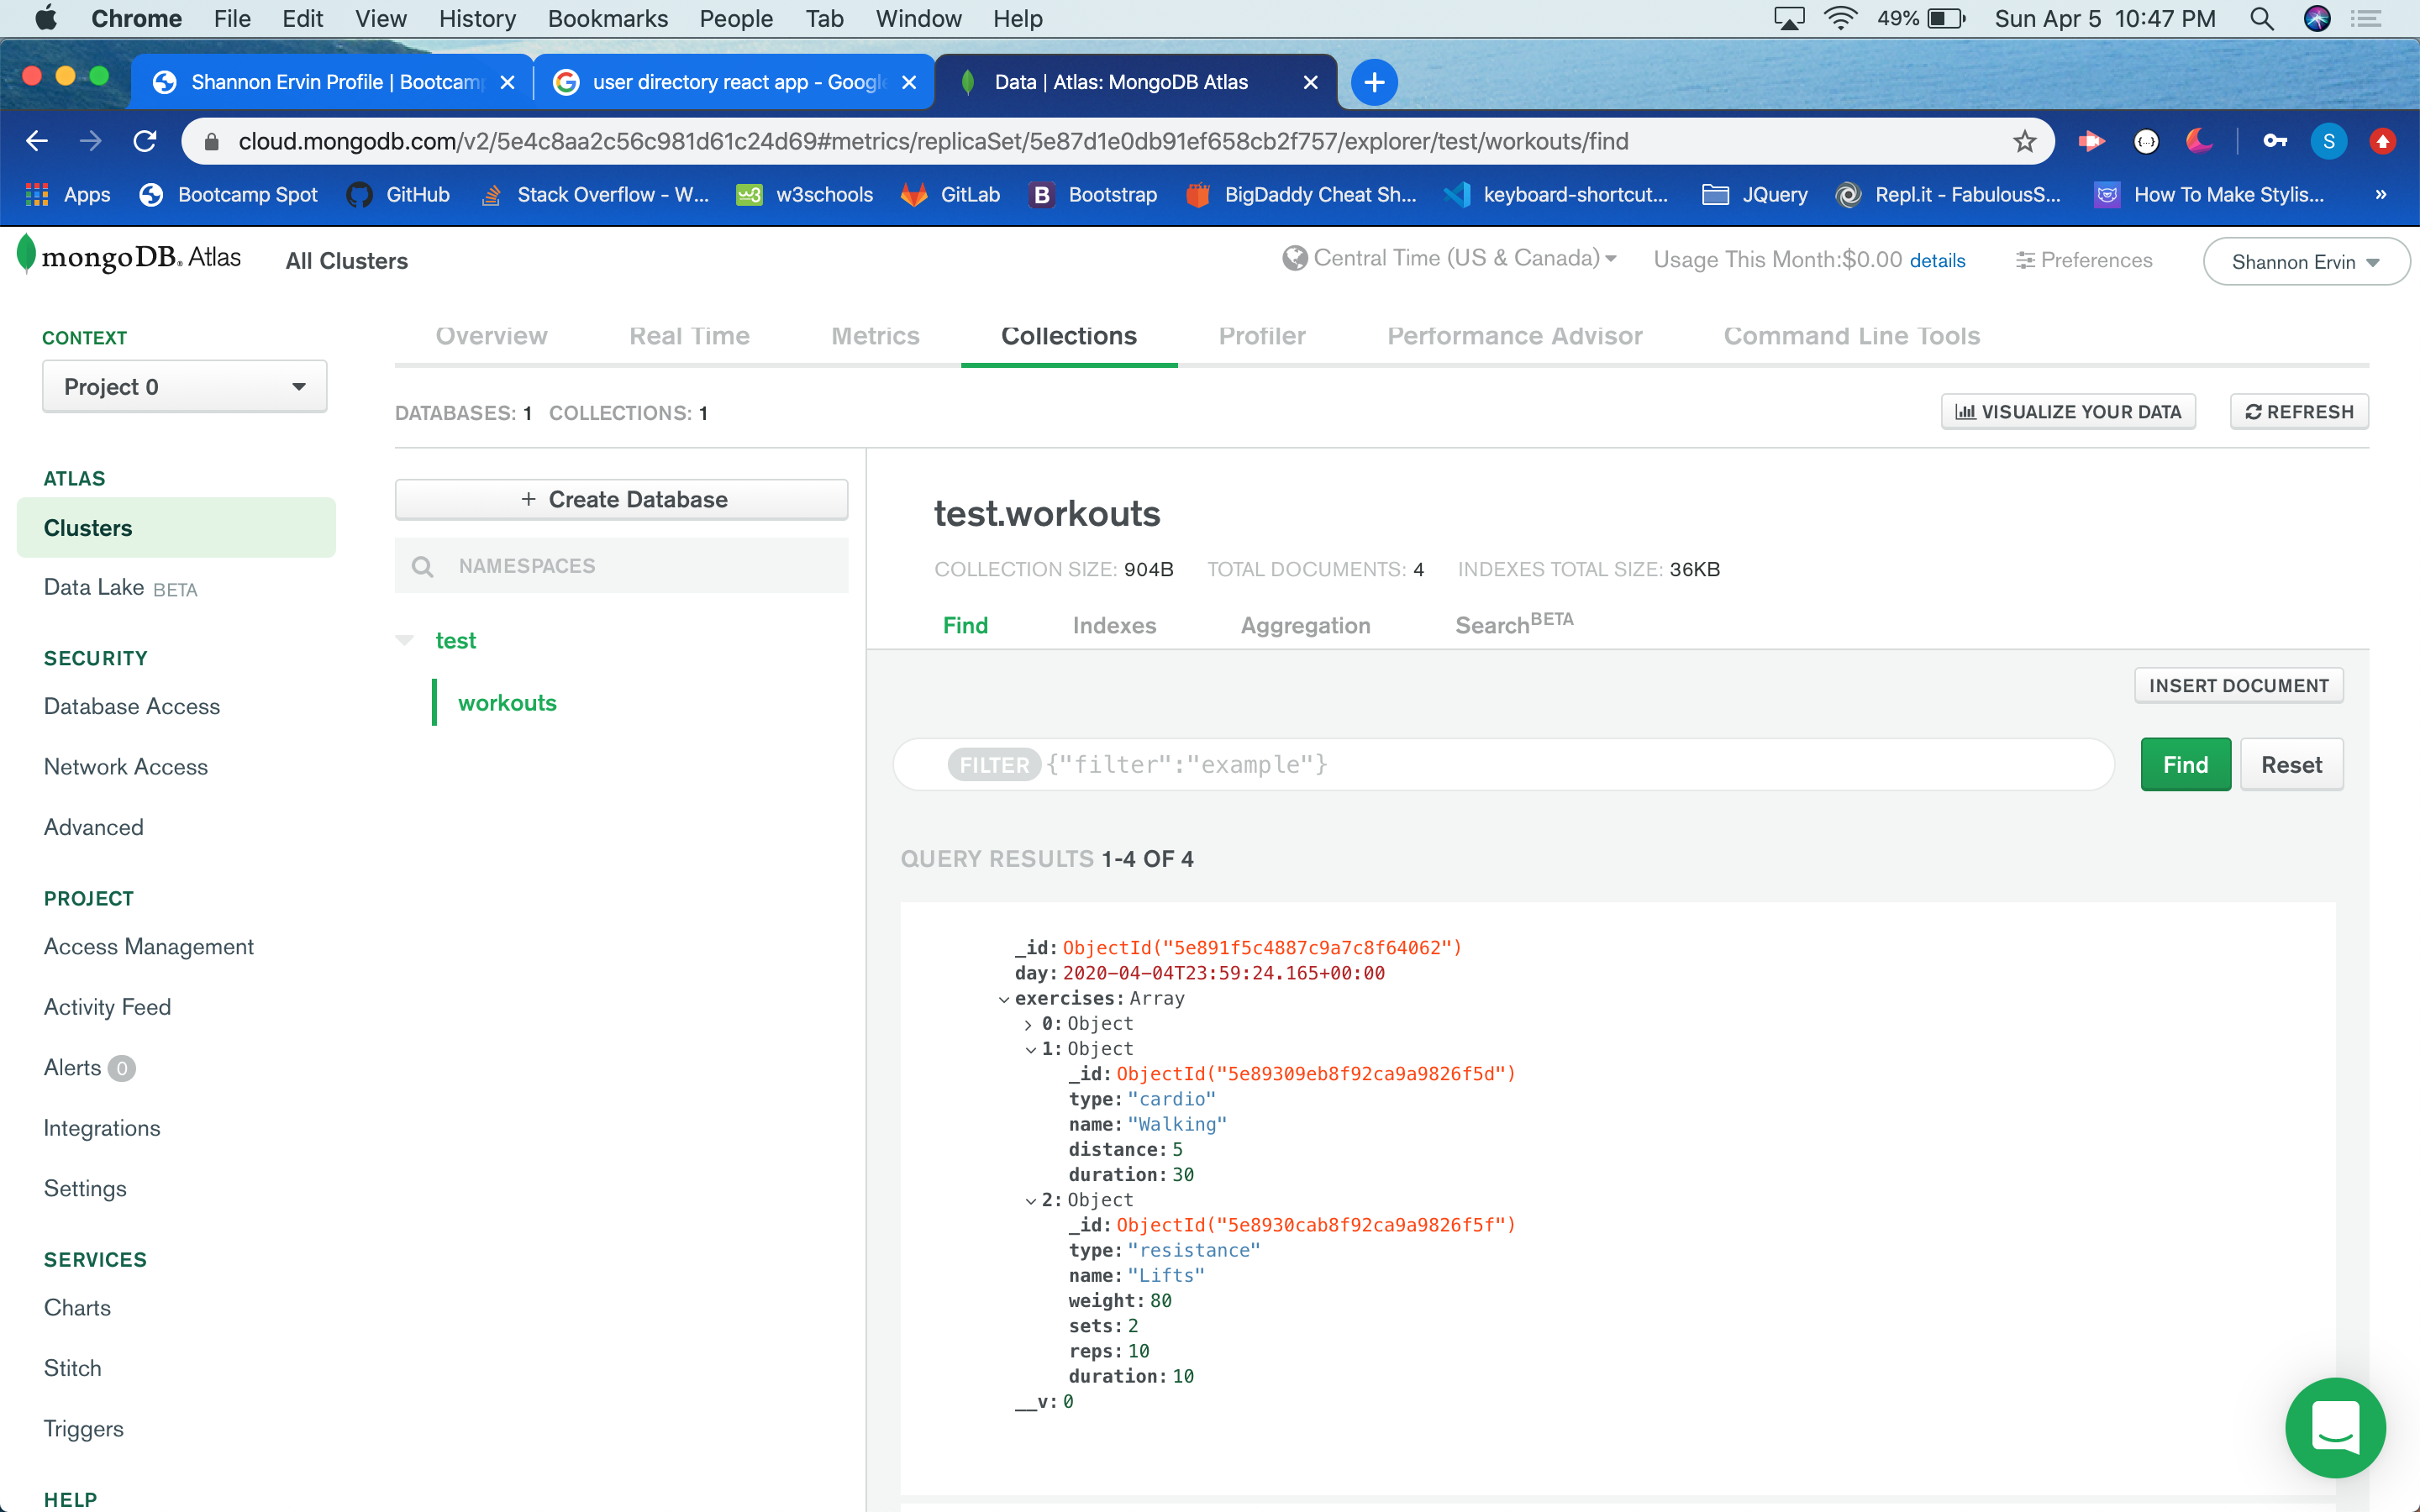 Chrome File Edit View History Bookmarks People Tab Window Help 49% Sun Apr 5 10:47 PM
Shannon Ervin Profile | Bootcamp user directory react app - Google Data | Atlas: MongoDB Atlas
cloud.mongodb.com/v2/5e4c8aa2c56c981d61c24d69#metrics/replicaSet/5e87d1e0db91ef658cb2f757/explorer/test/workouts/find S
Apps Bootcamp Spot GitHub Stack Overflow - W... w3schools GitLab B Bootstrap BigDaddy Cheat Sh... keyboard-shortcut... JQuery Repl.it - FabulousS... How To Make Stylis... »
mongoDB. Atlas All Clusters Central Time (US & Canada) Usage This Month:$0.00 details Preferences Shannon Ervin
CONTEXT
Project 0
Overview Real Time Metrics Collections Profiler Performance Advisor Command Line Tools
DATABASES: 1 COLLECTIONS: 1 VISUALIZE YOUR DATA REFRESH
ATLAS
Clusters
Data Lake BETA
SECURITY
Database Access
Network Access
Advanced
PROJECT
Access Management
Activity Feed
Alerts 0
Integrations
Settings
SERVICES
Charts
Stitch
Triggers
HELP
+ Create Database
NAMESPACES
test
workouts
test.workouts
COLLECTION SIZE: 904B TOTAL DOCUMENTS: 4 INDEXES TOTAL SIZE: 36KB
Find Indexes Aggregation Search BETA
INSERT DOCUMENT
FILTER {"filter":"example"} Find Reset
QUERY RESULTS 1-4 OF 4
_id: ObjectId("5e891f5c4887c9a7c8f64062")
day: 2020-04-04T23:59:24.165+00:00
exercises: Array
0: Object
1: Object
_id: ObjectId("5e89309eb8f92ca9a9826f5d")
type: "cardio"
name: "Walking"
distance: 5
duration: 30
2: Object
_id: ObjectId("5e8930cab8f92ca9a9826f5f")
type: "resistance"
name: "Lifts"
weight: 80
sets: 2
reps: 10
duration: 10
__v: 0